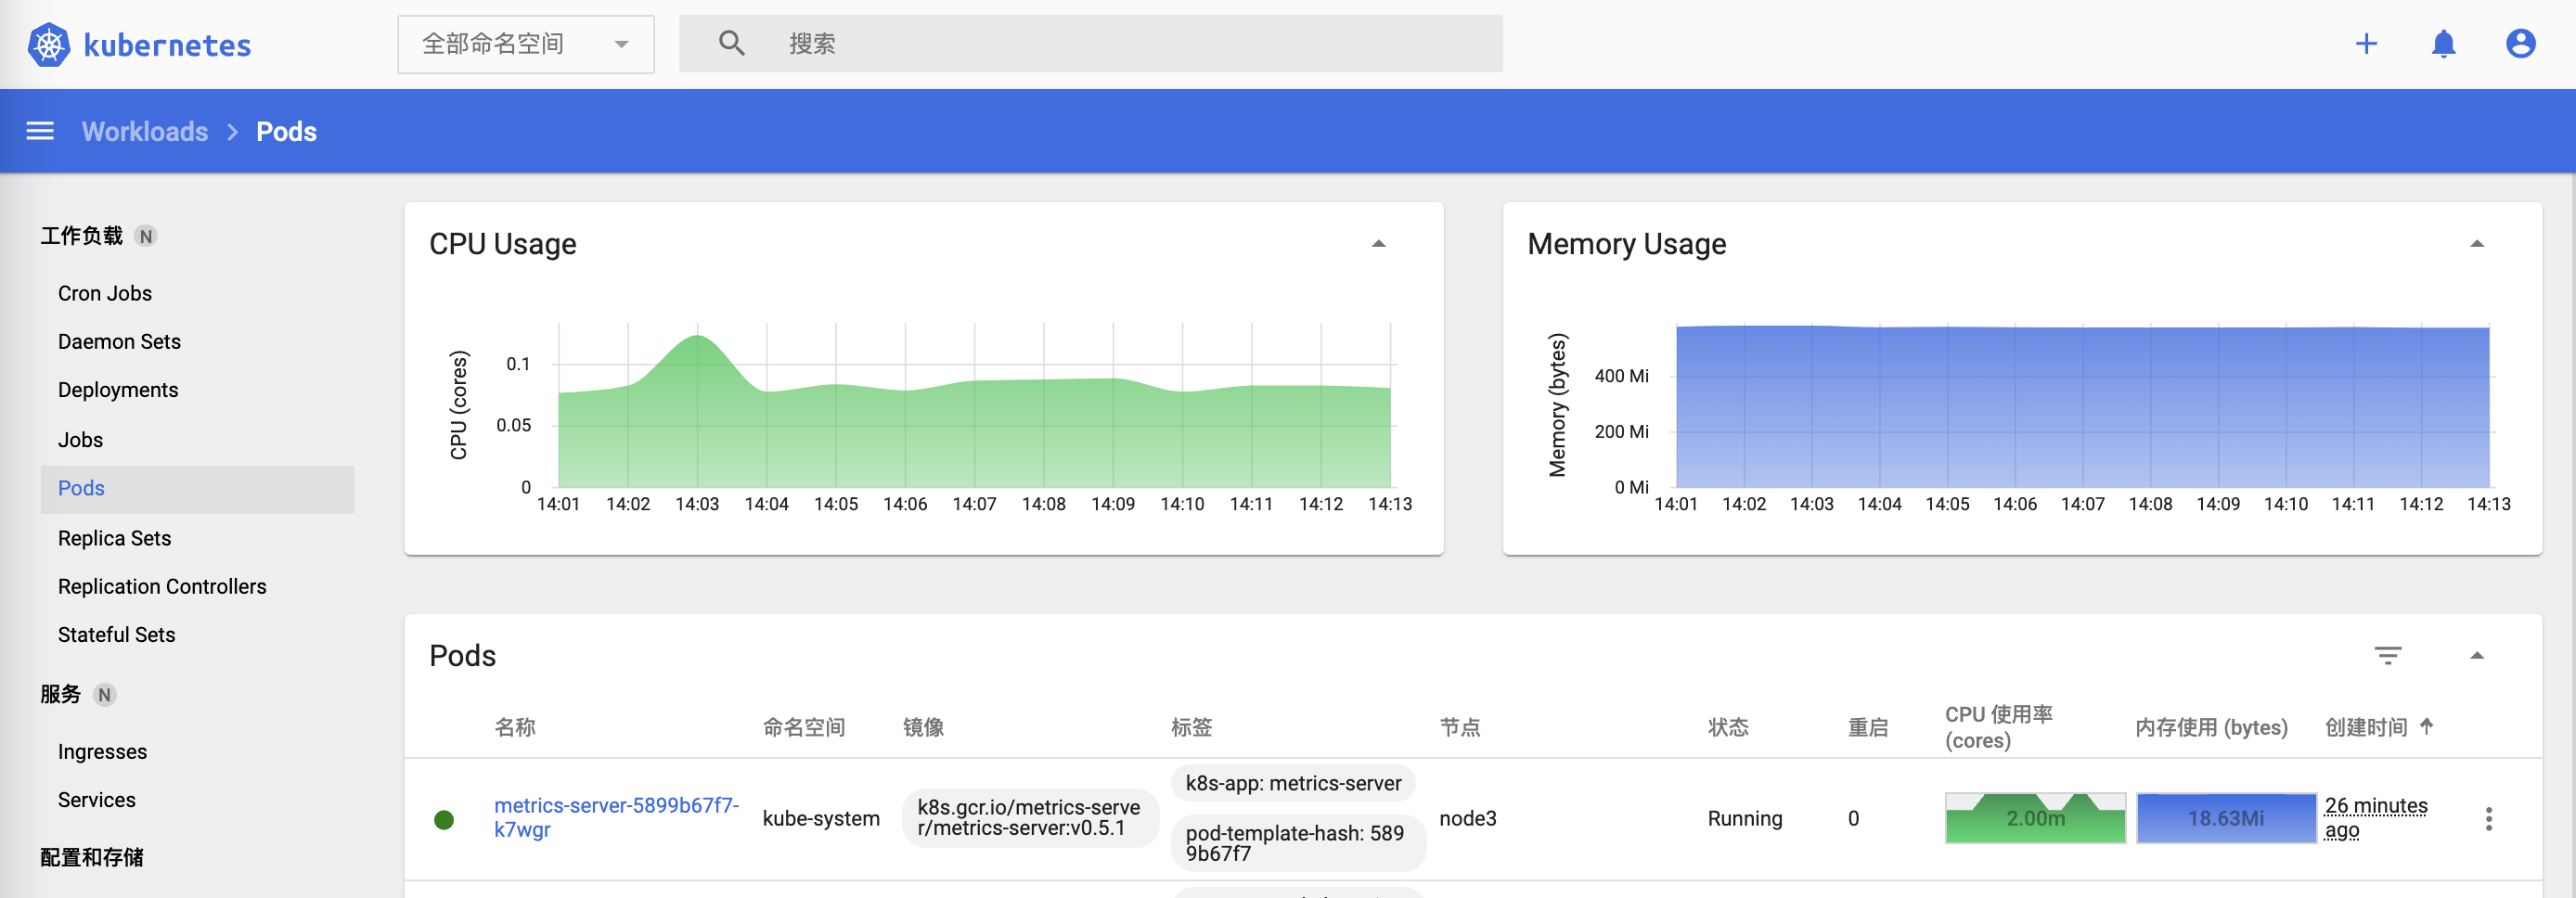 kubernetes
全部命名空间
搜索
Workloads > Pods
工作负载 N
Cron Jobs
Daemon Sets
Deployments
Jobs
Pods
Replica Sets
Replication Controllers
Stateful Sets
服务 N
Ingresses
Services
配置和存储
CPU Usage
CPU (cores)
0.1
0.05
0
14:01 14:02 14:03 14:04 14:05 14:06 14:07 14:08 14:09 14:10 14:11 14:12 14:13
Memory Usage
Memory (bytes)
400 Mi
200 Mi
0 Mi
14:01 14:02 14:03 14:04 14:05 14:06 14:07 14:08 14:09 14:10 14:11 14:12 14:13
Pods
名称 命名空间 镜像 标签 节点 状态 重启 CPU 使用率
(cores)
内存使用 (bytes) 创建时间
metrics-server-5899b67f7-
k7wgr
kube-system
k8s.gcr.io/metrics-serve
r/metrics-server:v0.5.1
k8s-app: metrics-server
pod-template-hash: 589
9b67f7
node3
Running
0
2.00m
18.63Mi
26 minutes
ago